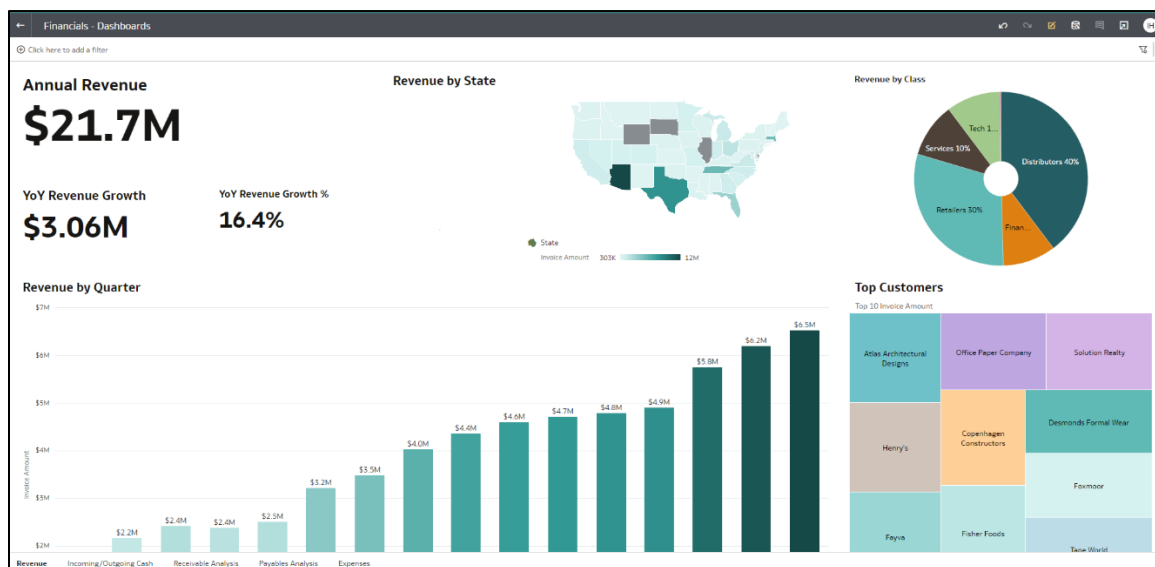 Financials - Dashboards
IH
Click here to add a filter
Annual Revenue
$21.7M
YoY Revenue Growth
$3.06M
YoY Revenue Growth %
16.4%
Revenue by State
State
Invoice Amount 303K 12M
Revenue by Class
Tech 1...
Services 10%
Distributors 40%
Retailers 30%
Finan...
Revenue by Quarter
$7M
$6M
$5M
$4M
$3M
$2M
Invoice Amount
$2.2M
$2.4M
$2.4M
$2.5M
$3.2M
$3.5M
$4.0M
$4.4M
$4.6M
$4.7M
$4.8M
$4.9M
$5.8M
$6.2M
$6.5M
Top Customers
Top 10 Invoice Amount
Atlas Architectural
Designs
Office Paper Company
Solution Realty
Henry's
Copenhagen
Constructors
Desmonds Formal Wear
Foxmoor
Fayva
Fisher Foods
Tape World
Revenue Incoming/Outgoing Cash Receivable Analysis Payables Analysis Expenses